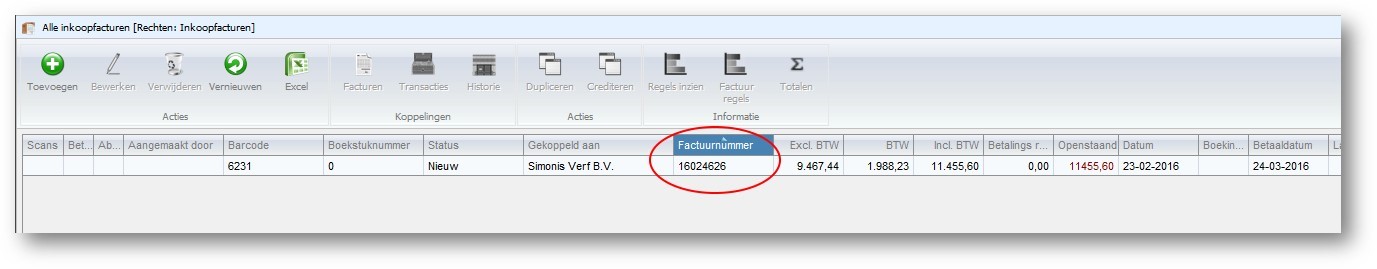 Alle inkoopfacturen [Rechten: Inkoopfacturen]
Toevoegen Bewerken Verwijderen Vernieuwen Excel Facturen Transacties Historie Dupliceren Crediteren Regels inzien Factuur regels Totalen
Acties Koppelingen Acties Informatie
Scans Bet... Ab... Aangemaakt door Barcode Boekstuknummer Status Gekoppeld aan Factuurnummer Excl. BTW BTW Incl. BTW Betalings r... Openstaand Datum Boekin... Betaaldatum La
6231 0 Nieuw Simonis Verf B.V. 16024626 9.467,44 1.988,23 11.455,60 0,00 11455,60 23-02-2016 24-03-2016